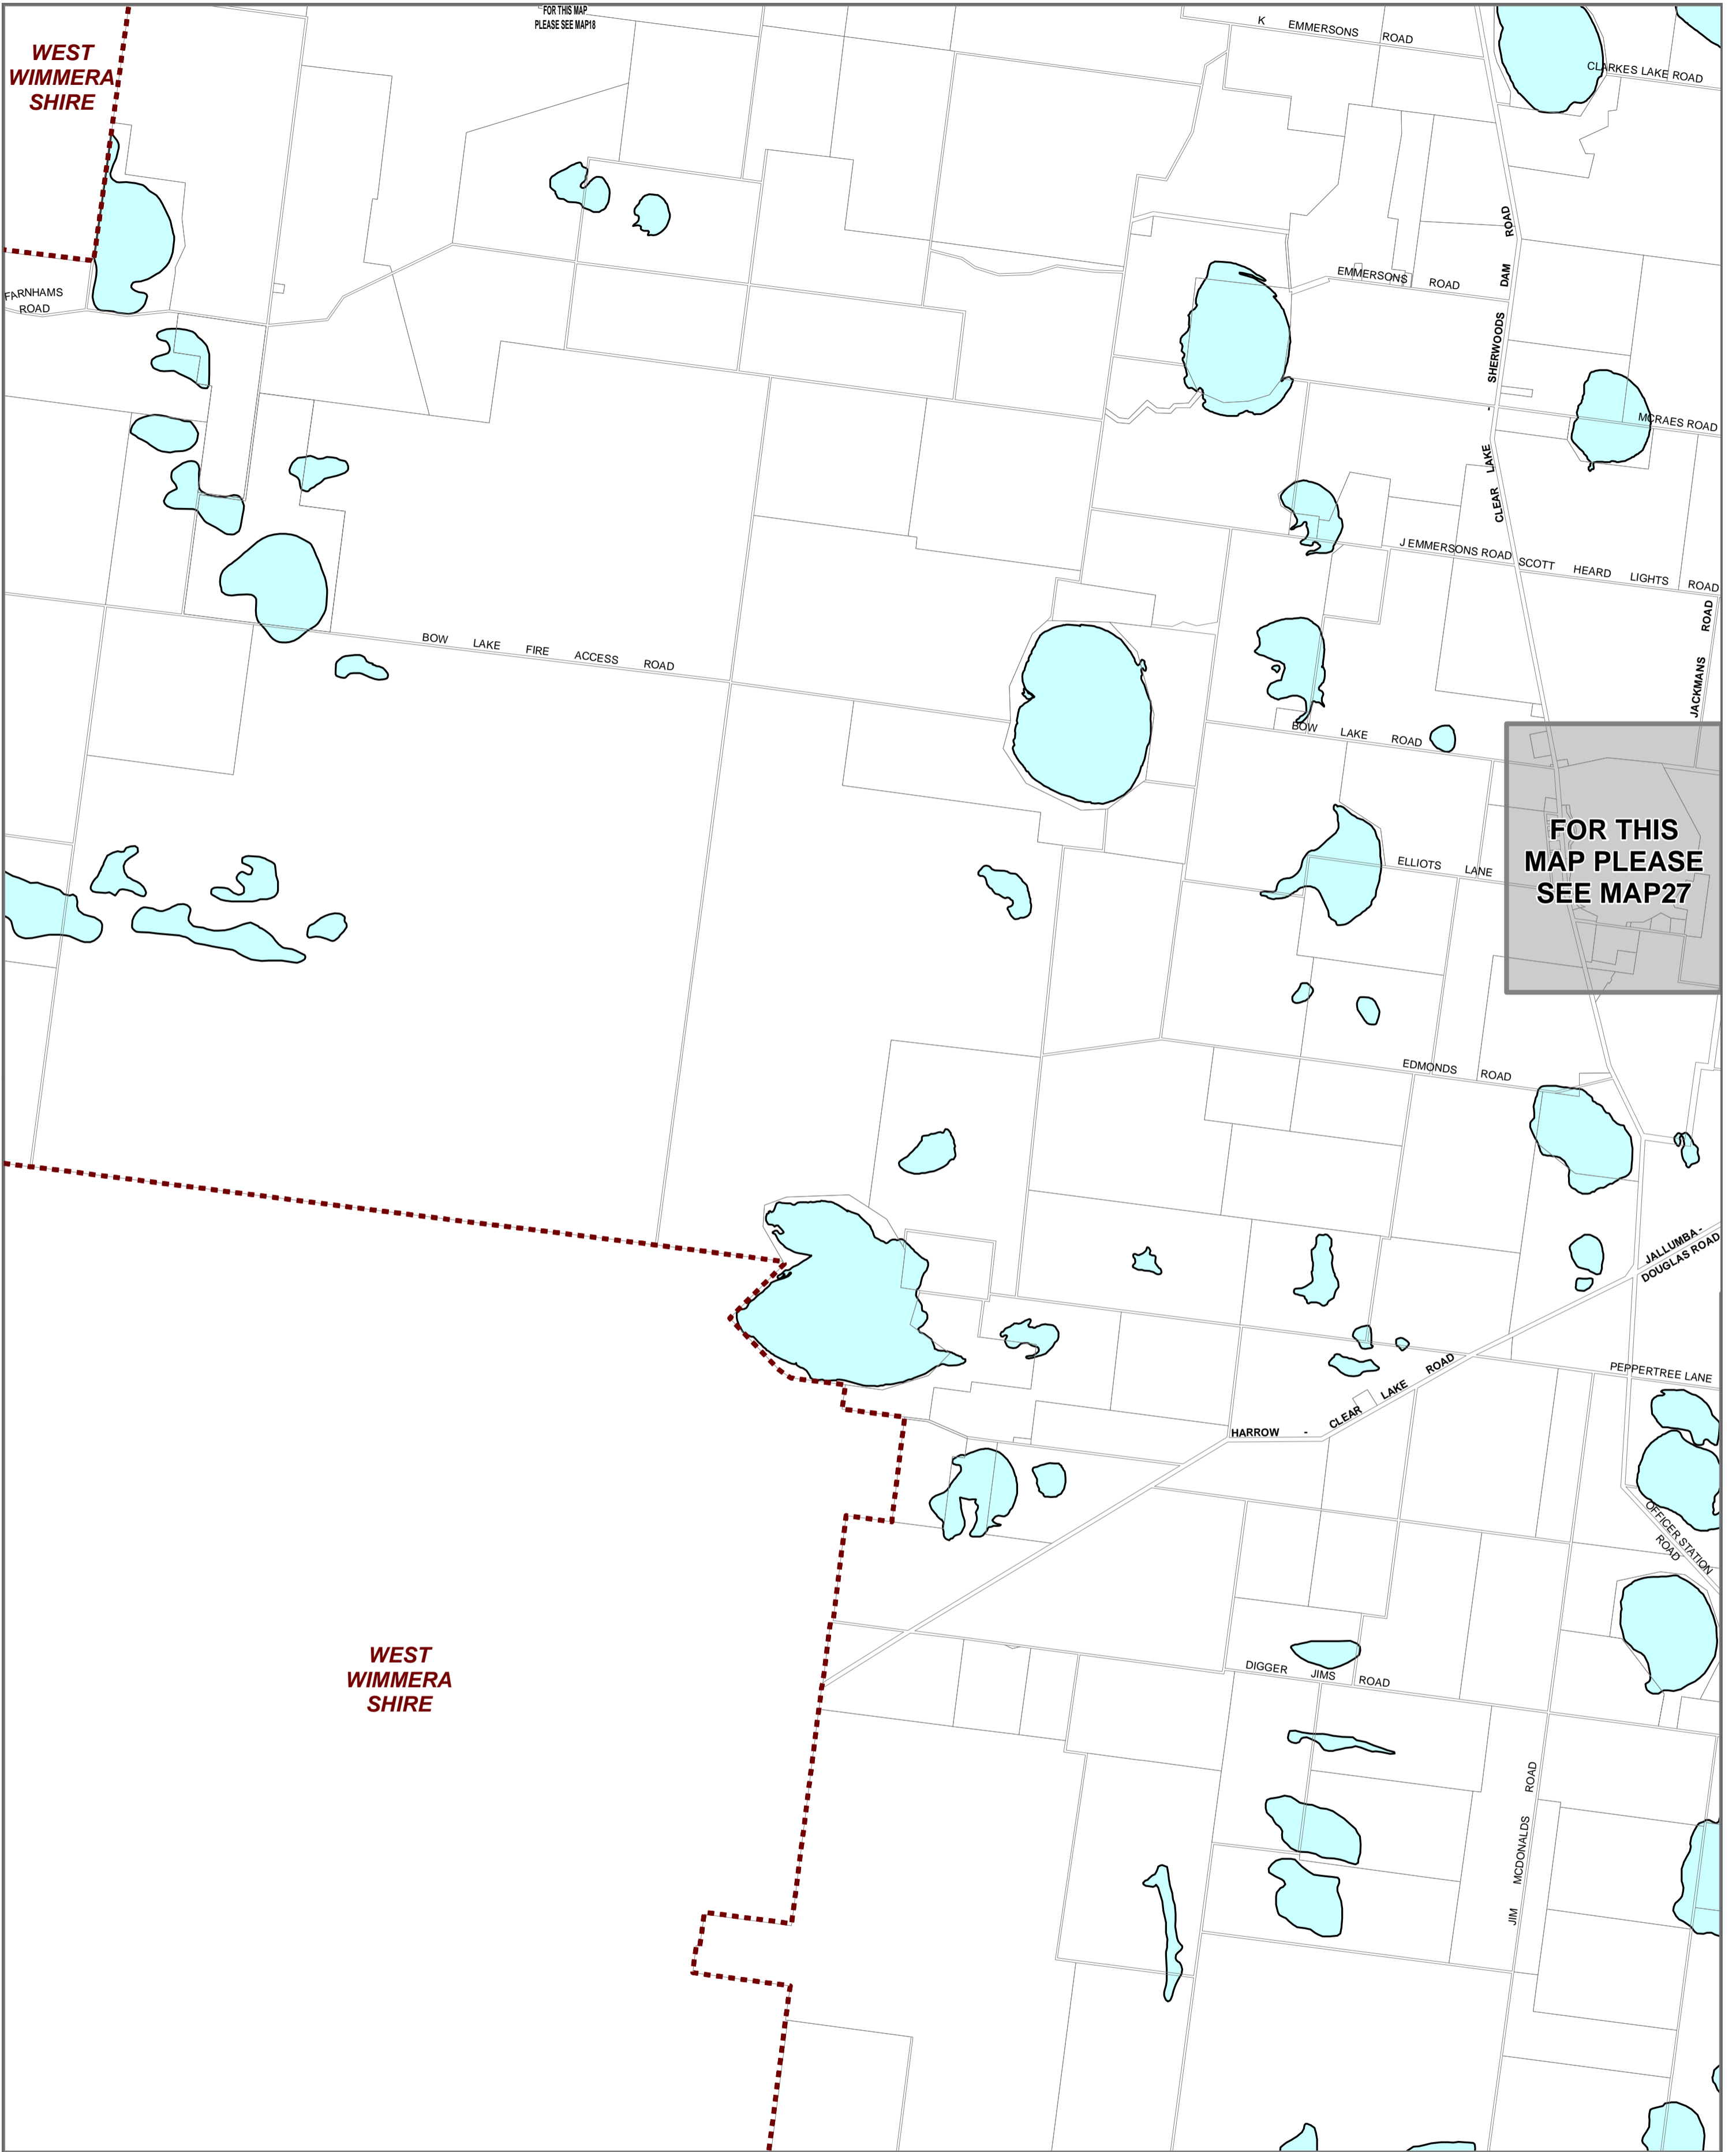 FOR THIS MAP
PLEASE SEE MAP18
K EMMERSONS ROAD
WEST
WIMMERA
SHIRE
CLARKES LAKE ROAD
FARNHAMS
ROAD
EMMERSONS ROAD
CLEAR LAKE - SHERWOODS DAM ROAD
MCRAES ROAD
J EMMERSONS ROAD
SCOTT HEARD LIGHTS ROAD
JACKMANS ROAD
BOW LAKE FIRE ACCESS ROAD
BOW LAKE ROAD
FOR THIS
MAP PLEASE
SEE MAP27
ELLIOTS LANE
EDMONDS ROAD
JALLUMBA -
DOUGLAS ROAD
PEPPERTREE LANE
HARROW - CLEAR LAKE ROAD
OFFICER STATION
ROAD
WEST
WIMMERA
SHIRE
DIGGER JIMS ROAD
JIM MCDONALDS ROAD